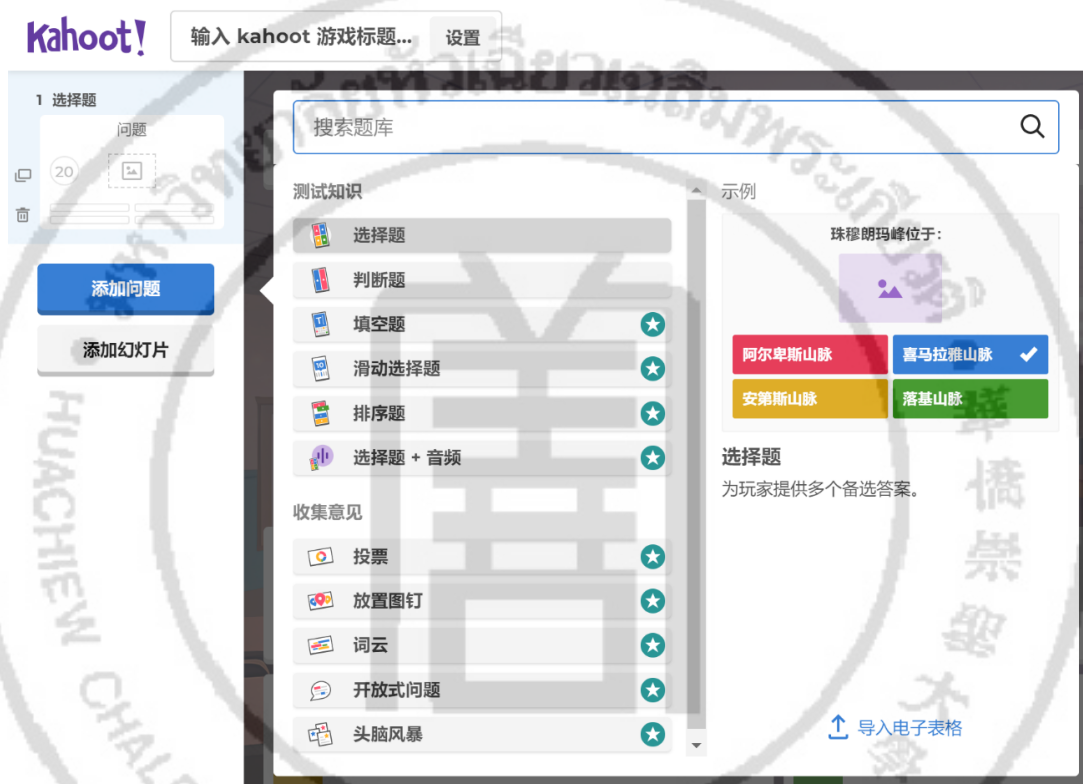 Kahoot!
输入 kahoot 游戏标题...
设置
1 选择题
问题
20
添加问题
添加幻灯片
搜索题库
测试知识
选择题
判断题
填空题
滑动选择题
排序题
选择题 + 音频
收集意见
投票
放置图钉
词云
开放式问题
头脑风暴
示例
珠穆朗玛峰位于：
阿尔卑斯山脉
喜马拉雅山脉
安第斯山脉
落基山脉
选择题
为玩家提供多个备选答案。
导入电子表格
HUACHIEW CHAL
華僑崇聖大學